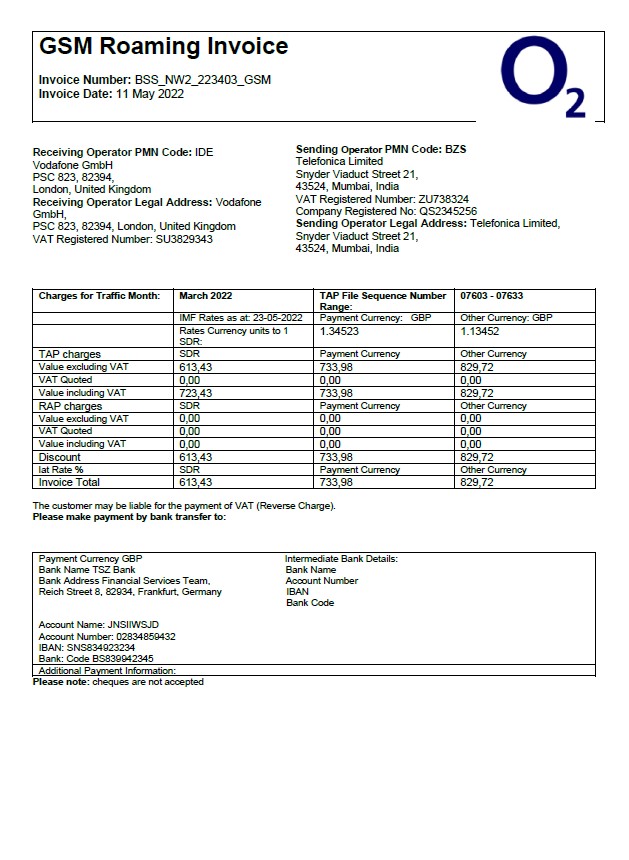 GSM Roaming Invoice
Invoice Number: BSS_NW2_223403_GSM
Invoice Date: 11 May 2022
O2
Receiving Operator PMN Code: IDE
Vodafone GmbH
PSC 823, 82394,
London, United Kingdom
Receiving Operator Legal Address: Vodafone
GmbH,
PSC 823, 82394, London, United Kingdom
VAT Registered Number: SU3829343
Sending Operator PMN Code: BZS
Telefonica Limited
Snyder Viaduct Street 21,
43524, Mumbai, India
VAT Registered Number: ZU738324
Company Registered No: QS2345256
Sending Operator Legal Address: Telefonica Limited,
Snyder Viaduct Street 21,
43524, Mumbai, India
Charges for Traffic Month: March 2022 TAP File Sequence Number Range: 07603 - 07633
IMF Rates as at: 23-05-2022 Payment Currency: GBP Other Currency: GBP
Rates Currency units to 1 SDR: 1.34523 1.13452
TAP charges SDR Payment Currency Other Currency
Value excluding VAT 613,43 733,98 829,72
VAT Quoted 0,00 0,00 0,00
Value including VAT 723,43 733,98 829,72
RAP charges SDR Payment Currency Other Currency
Value excluding VAT 0,00 0,00 0,00
VAT Quoted 0,00 0,00 0,00
Value including VAT 0,00 0,00 0,00
Discount 613,43 733,98 829,72
lat Rate % SDR Payment Currency Other Currency
Invoice Total 613,43 733,98 829,72
The customer may be liable for the payment of VAT (Reverse Charge).
Please make payment by bank transfer to:
Payment Currency GBP
Bank Name TSZ Bank
Bank Address Financial Services Team,
Reich Street 8, 82934, Frankfurt, Germany
Intermediate Bank Details:
Bank Name
Account Number
IBAN
Bank Code
Account Name: JNSIIWSJD
Account Number: 02834859432
IBAN: SNS834923234
Bank: Code BS839942345
Additional Payment Information:
Please note: cheques are not accepted